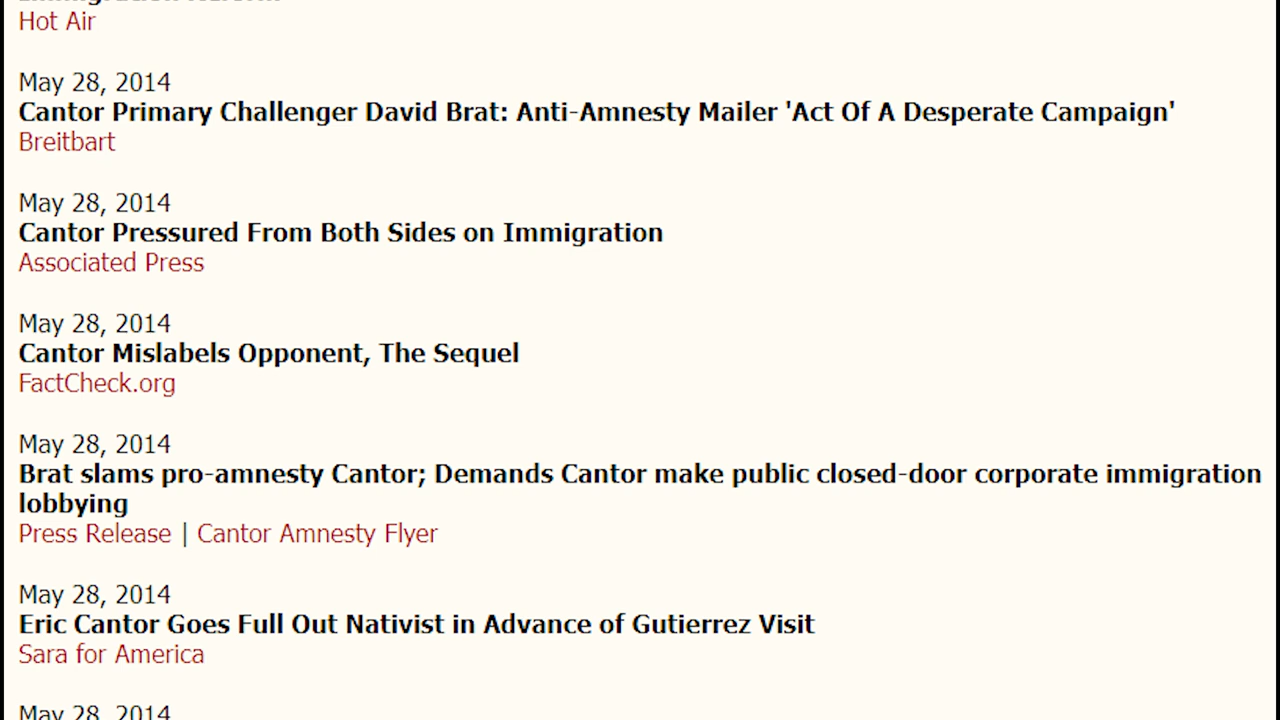 Hot Air
May 28, 2014
Cantor Primary Challenger David Brat: Anti-Amnesty Mailer 'Act Of A Desperate Campaign'
Breitbart
May 28, 2014
Cantor Pressured From Both Sides on Immigration
Associated Press
May 28, 2014
Cantor Mislabels Opponent, The Sequel
FactCheck.org
May 28, 2014
Brat slams pro-amnesty Cantor; Demands Cantor make public closed-door corporate immigration
lobbying
Press Release | Cantor Amnesty Flyer
May 28, 2014
Eric Cantor Goes Full Out Nativist in Advance of Gutierrez Visit
Sara for America
May 28, 2014